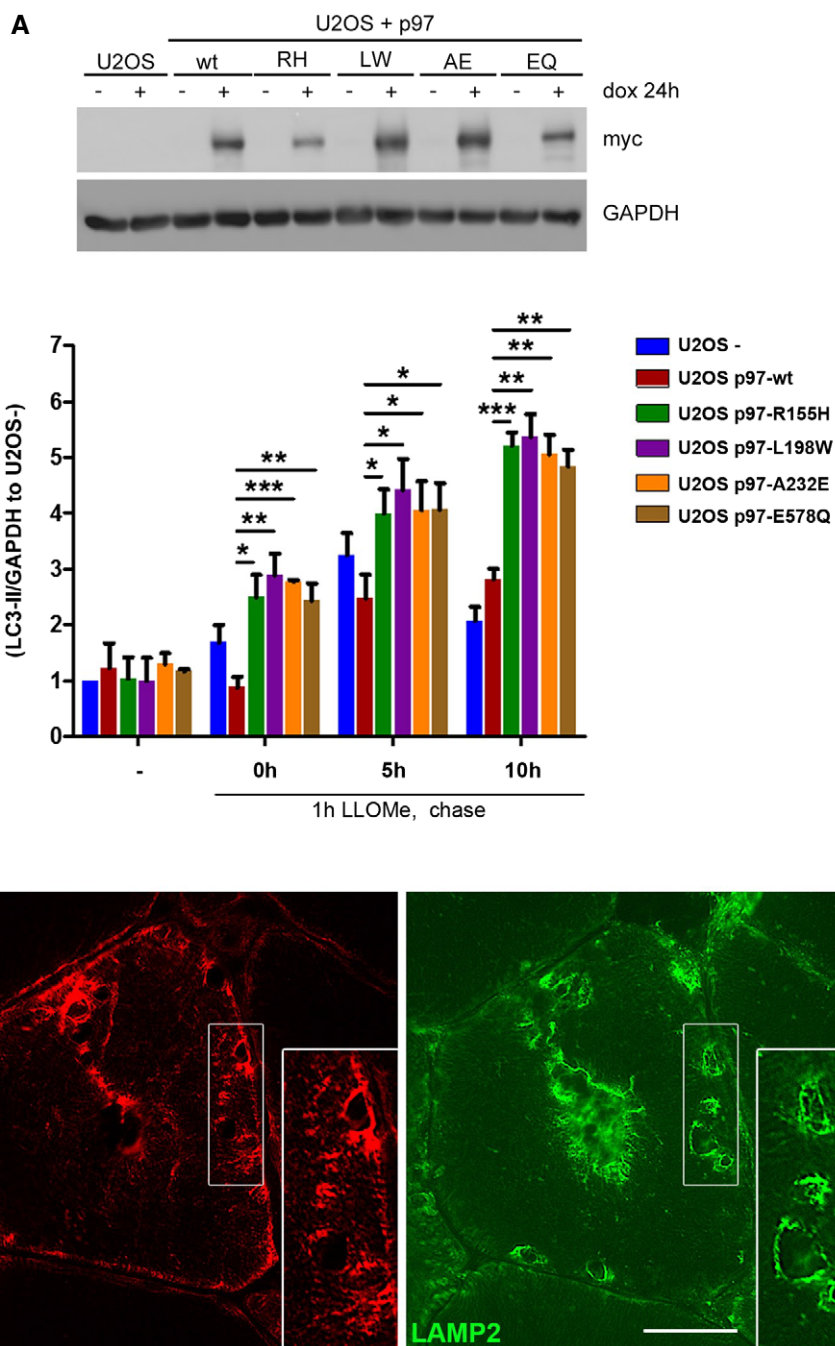 A
U2OS + p97
U2OS wt RH LW AE EQ
- + - + - + - + - + - + dox 24h
myc
GAPDH
(LC3-II/GAPDH to U2OS-)
7
6
5
4
3
2
1
0
* ** *** **
* * * *
*** ** ** **
- 0h 5h 10h
1h LLOMe, chase
U2OS -
U2OS p97-wt
U2OS p97-R155H
U2OS p97-L198W
U2OS p97-A232E
U2OS p97-E578Q
LAMP2